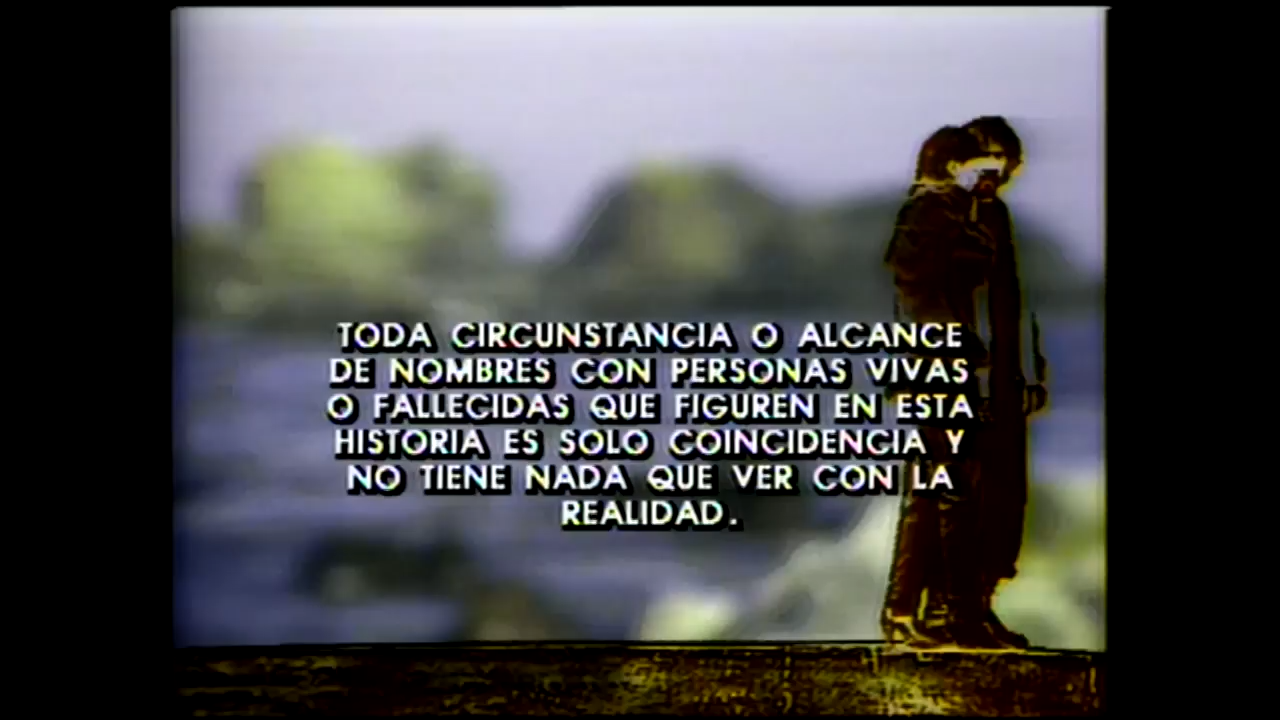 TODA CIRCUNSTANCIA O ALCANCE
DE NOMBRES CON PERSONAS VIVAS
O FALLECIDAS QUE FIGUREN EN ESTA
HISTORIA ES SOLO COINCIDENCIA Y
NO TIENE NADA QUE VER CON LA
REALIDAD.